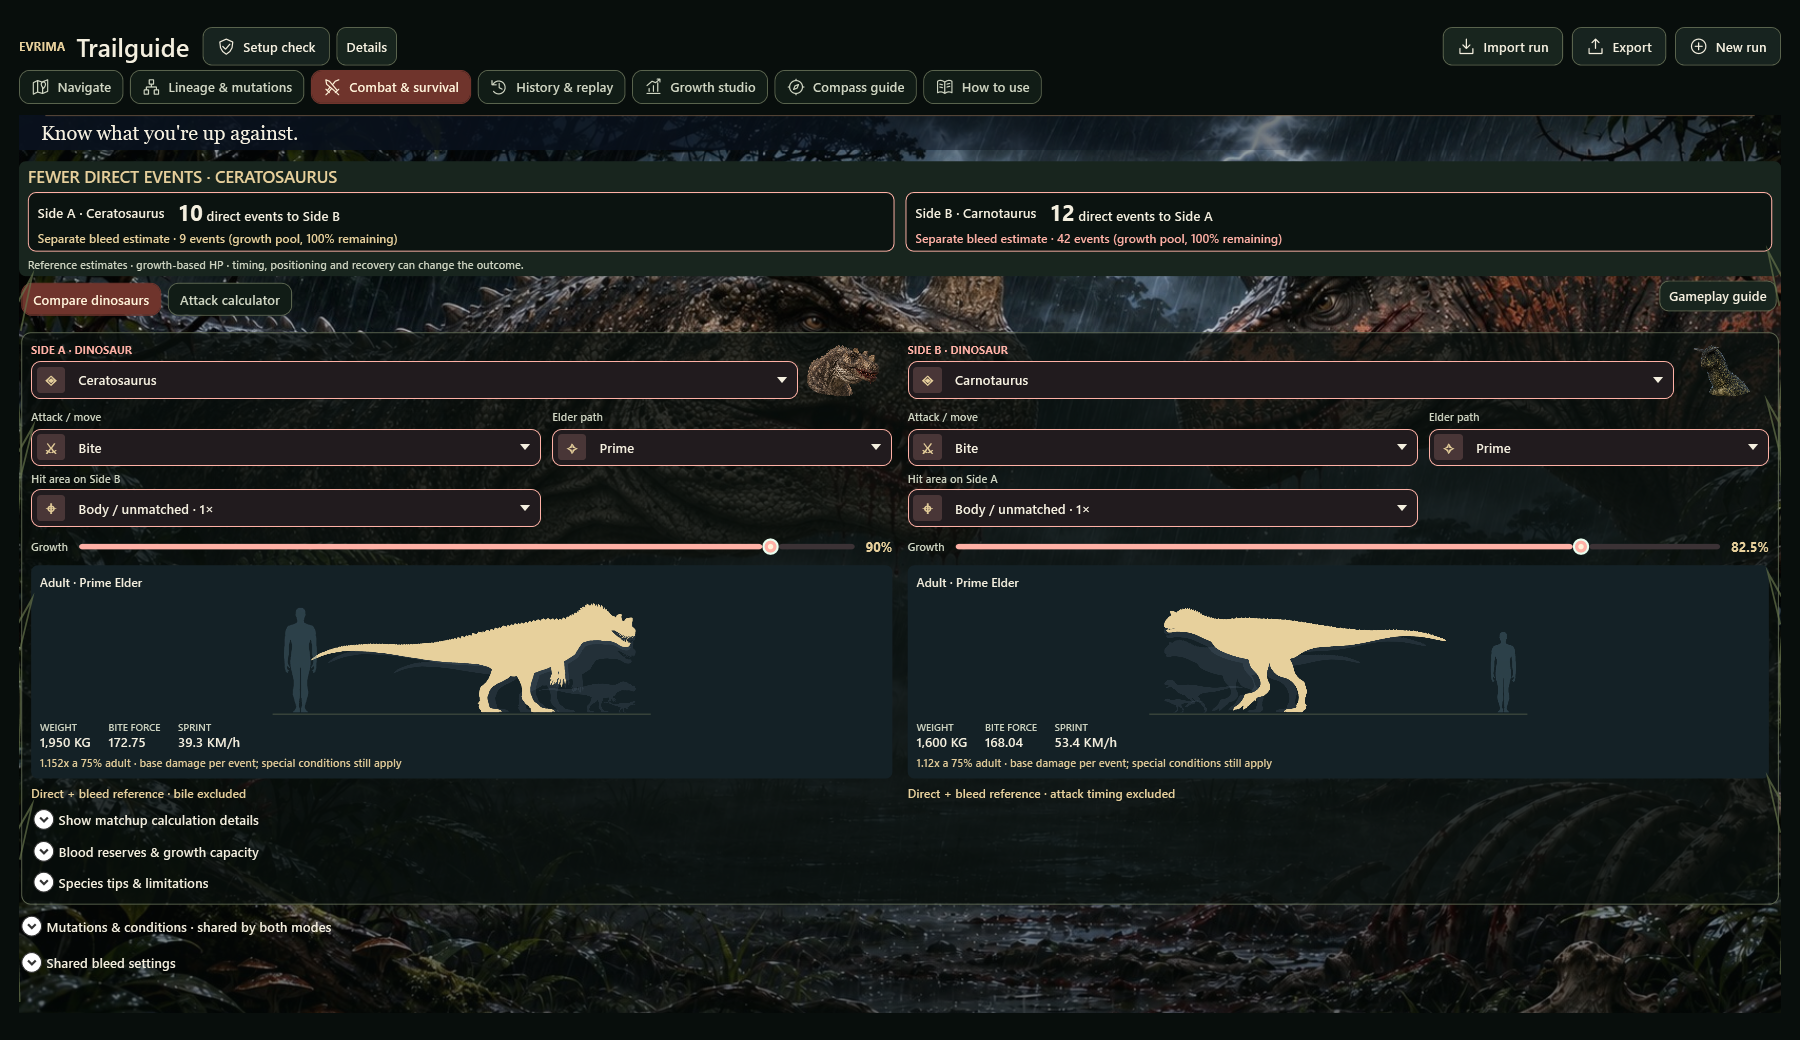 EVRIMA Trailguide Setup check Details Import run Export New run
Navigate Lineage & mutations Combat & survival History & replay Growth studio Compass guide How to use
Know what you're up against.
FEWER DIRECT EVENTS · CERATOSAURUS
Side A · Ceratosaurus 10 direct events to Side B
Separate bleed estimate · 9 events (growth pool, 100% remaining)
Side B · Carnotaurus 12 direct events to Side A
Separate bleed estimate · 42 events (growth pool, 100% remaining)
Reference estimates · growth-based HP · timing, positioning and recovery can change the outcome.
Compare dinosaurs Attack calculator Gameplay guide
SIDE A · DINOSAUR
Ceratosaurus
Attack / move Elder path
Bite Prime
Hit area on Side B
Body / unmatched · 1×
Growth 90%
Adult · Prime Elder
WEIGHT BITE FORCE SPRINT
1,950 KG 172.75 39.3 KM/h
1.152x a 75% adult · base damage per event; special conditions still apply
Direct + bleed reference · bile excluded
SIDE B · DINOSAUR
Carnotaurus
Attack / move Elder path
Bite Prime
Hit area on Side A
Body / unmatched · 1×
Growth 82.5%
Adult · Prime Elder
WEIGHT BITE FORCE SPRINT
1,600 KG 168.04 53.4 KM/h
1.12x a 75% adult · base damage per event; special conditions still apply
Direct + bleed reference · attack timing excluded
Show matchup calculation details
Blood reserves & growth capacity
Species tips & limitations
Mutations & conditions · shared by both modes
Shared bleed settings